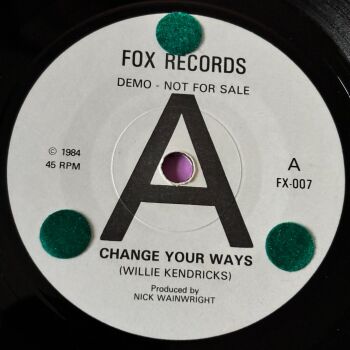 FOX RECORDS
DEMO - NOT FOR SALE
A
© 1984
45 RPM
A
FX-007
CHANGE YOUR WAYS
(WILLIE KENDRICKS)
Produced by
NICK WAINWRIGHT